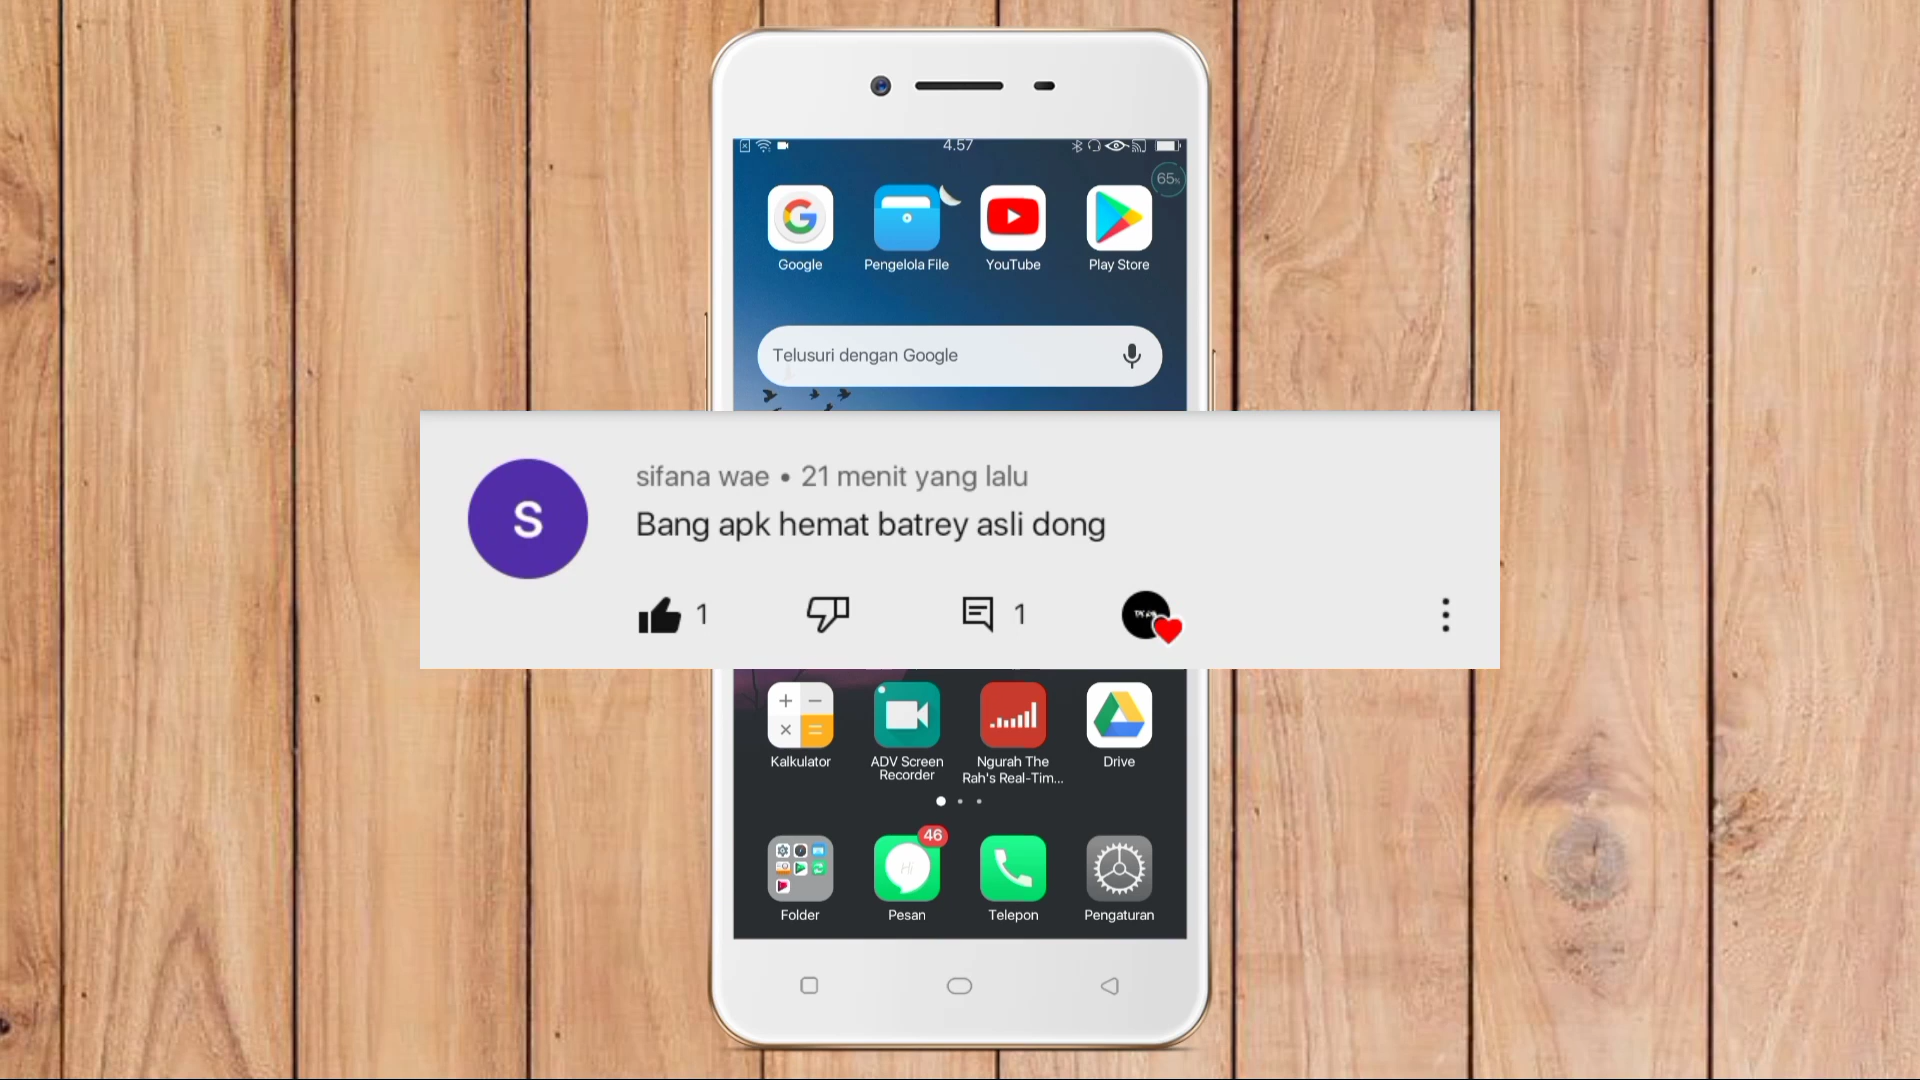 4.57
65%
Google
Pengelola File
YouTube
Play Store
Telusuri dengan Google
S
sifana wae • 21 menit yang lalu
Bang apk hemat batrey asli dong
1
1
Kalkulator
ADV Screen
Recorder
Ngurah The
Rah's Real-Tim...
Drive
46
Hi
Folder
Pesan
Telepon
Pengaturan